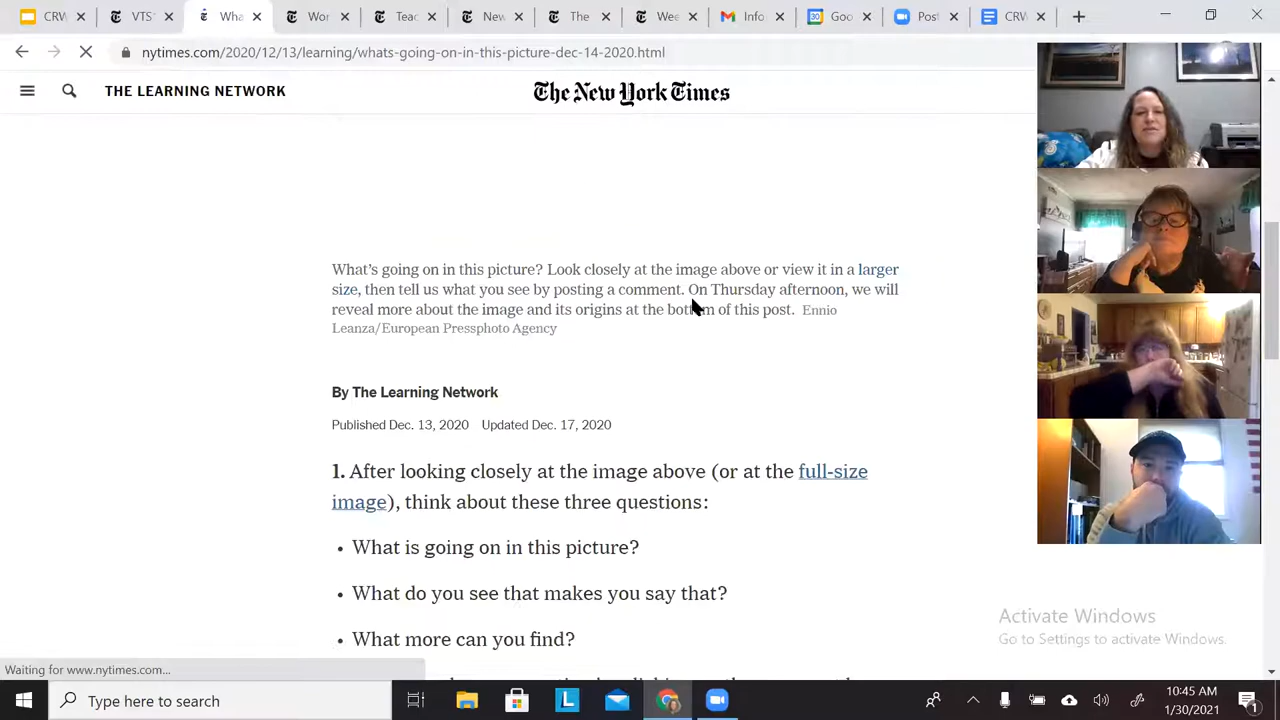 CRW
VTS
Wha
Wor
Teac
New
The
Wee
Info
Goo
Post
CRW
nytimes.com/2020/12/13/learning/whats-going-on-in-this-picture-dec-14-2020.html
THE LEARNING NETWORK
The New York Times
What's going on in this picture? Look closely at the image above or view it in a larger
size, then tell us what you see by posting a comment. On Thursday afternoon, we will
reveal more about the image and its origins at the bottom of this post. Ennio
Leanza/European Pressphoto Agency
By The Learning Network
Published Dec. 13, 2020 Updated Dec. 17, 2020
1. After looking closely at the image above (or at the full-size
image), think about these three questions:
• What is going on in this picture?
• What do you see that makes you say that?
• What more can you find?
Activate Windows
Go to Settings to activate Windows.
Waiting for www.nytimes.com...
Type here to search
L
10:45 AM
1/30/2021
1